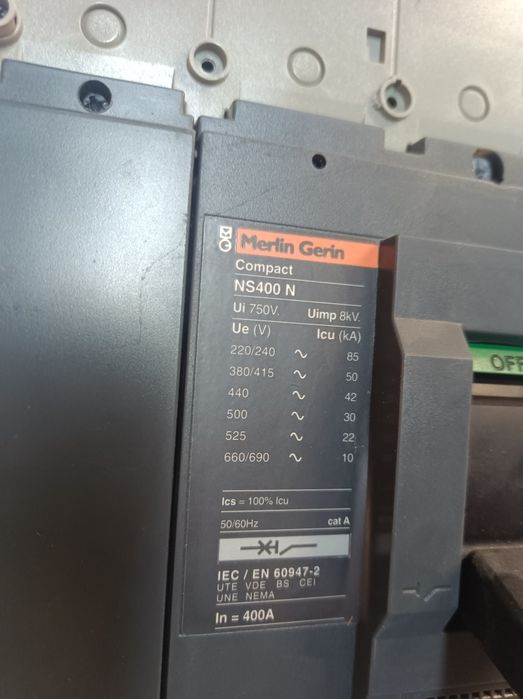 MG Merlin Gerin
Compact
NS400 N
Ui 750V. Uimp 8kV.
Ue (V) Icu (kA)
220/240 ∼ 85
380/415 ∼ 50
440 ∼ 42
500 ∼ 30
525 ∼ 22
660/690 ∼ 10
Ics = 100% Icu
50/60Hz cat A
IEC / EN 60947-2
UTE VDE BS CEI
UNE NEMA
In = 400A
OFF